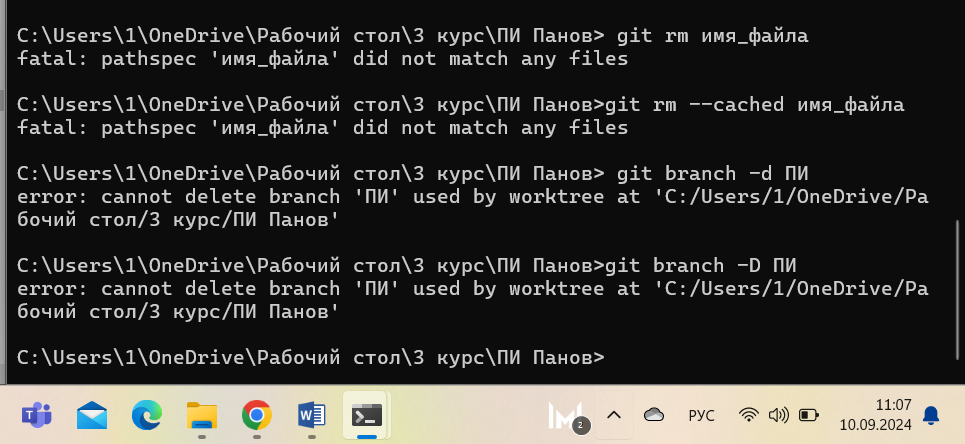 C:\Users\1\OneDrive\Рабочий стол\3 курс\ПИ Панов> git rm имя_файла
fatal: pathspec 'имя_файла' did not match any files
C:\Users\1\OneDrive\Рабочий стол\3 курс\ПИ Панов>git rm --cached имя_файла
fatal: pathspec 'имя_файла' did not match any files
C:\Users\1\OneDrive\Рабочий стол\3 курс\ПИ Панов> git branch -d ПИ
error: cannot delete branch 'ПИ' used by worktree at 'C:/Users/1/OneDrive/Ра
бочий стол/3 курс/ПИ Панов'
C:\Users\1\OneDrive\Рабочий стол\3 курс\ПИ Панов>git branch -D ПИ
error: cannot delete branch 'ПИ' used by worktree at 'C:/Users/1/OneDrive/Ра
бочий стол/3 курс/ПИ Панов'
C:\Users\1\OneDrive\Рабочий стол\3 курс\ПИ Панов>
2
РУС
11:07
10.09.2024